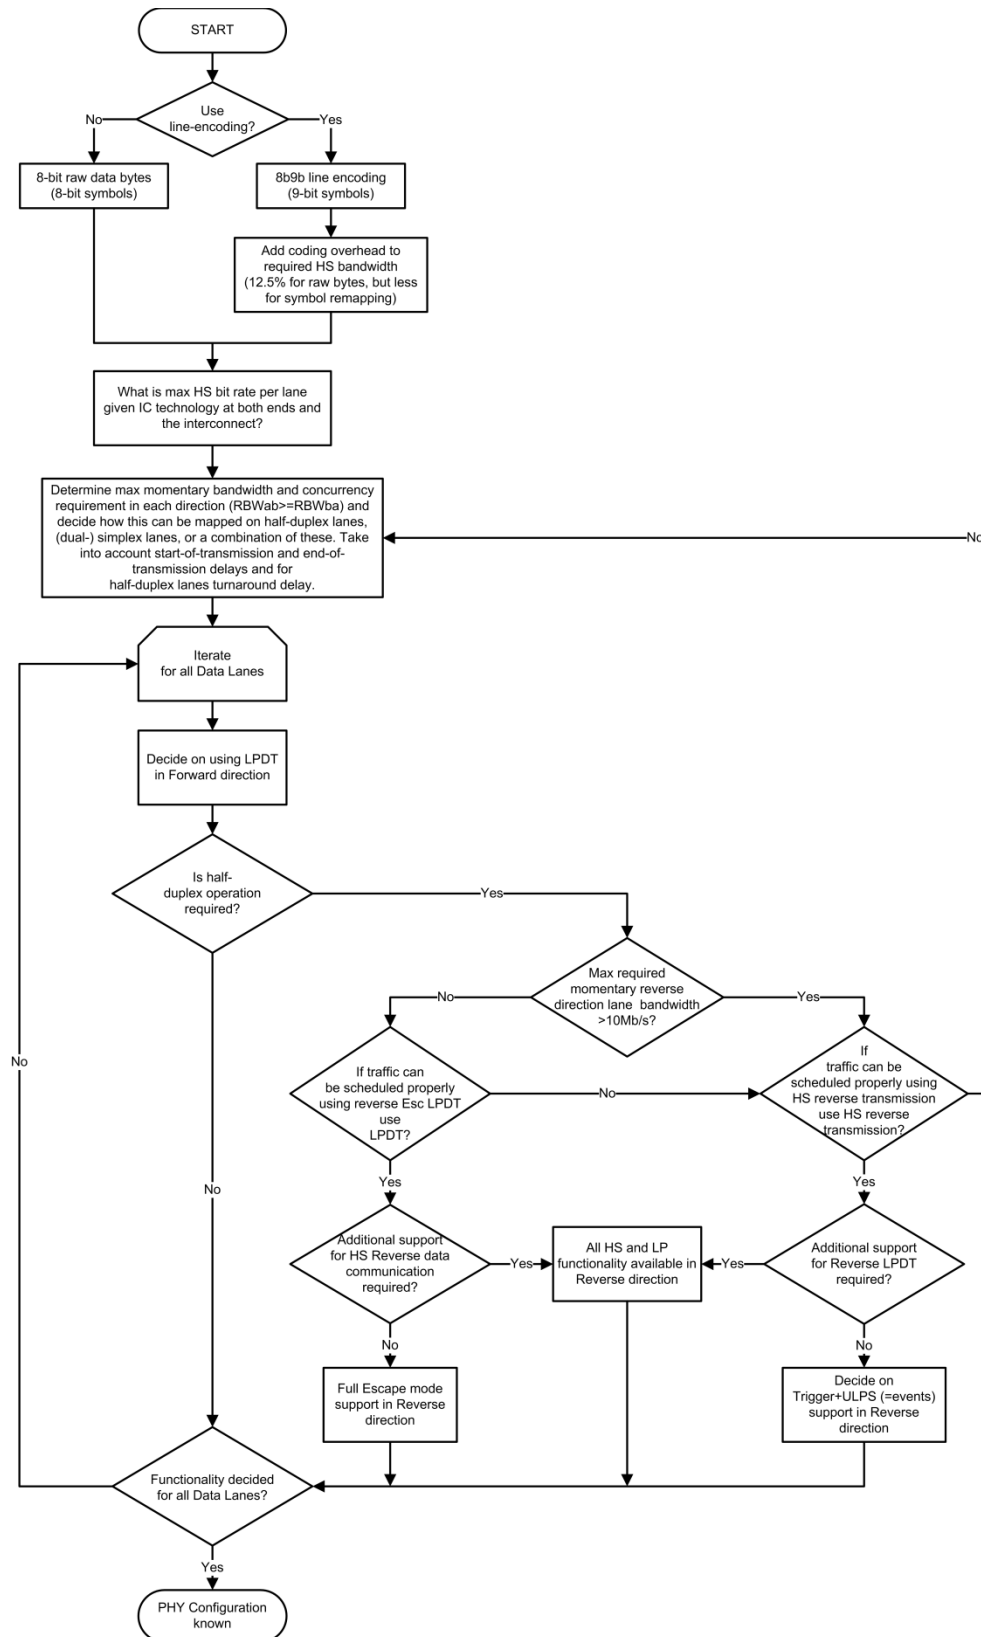 START
Use
line-encoding?
No
Yes
8-bit raw data bytes
(8-bit symbols)
8b9b line encoding
(9-bit symbols)
Add coding overhead to
required HS bandwidth
(12.5% for raw bytes, but less
for symbol remapping)
What is max HS bit rate per lane
given IC technology at both ends and
the interconnect?
Determine max momentary bandwidth and concurrency
requirement in each direction (RBWab>=RBWba) and
decide how this can be mapped on half-duplex lanes,
(dual-) simplex lanes, or a combination of these. Take
into account start-of-transmission and end-of-
transmission delays and for
half-duplex lanes turnaround delay.
No
Iterate
for all Data Lanes
Decide on using LPDT
in Forward direction
Is half-
duplex operation
required?
Yes
Max required
momentary reverse
direction lane bandwidth
>10Mb/s?
No
Yes
If traffic can
be scheduled properly
using reverse Esc LPDT
use
LPDT?
No
If
traffic can be
scheduled properly using
HS reverse transmission
use HS reverse
transmission?
No
Yes
Yes
No
Additional support
for HS Reverse data
communication
required?
Yes
All HS and LP
functionality available in
Reverse direction
Yes
Additional support
for Reverse LPDT
required?
No
No
Full Escape mode
support in Reverse
direction
Decide on
Trigger+ULPS (=events)
support in Reverse
direction
Functionality decided
for all Data Lanes?
Yes
PHY Configuration
known